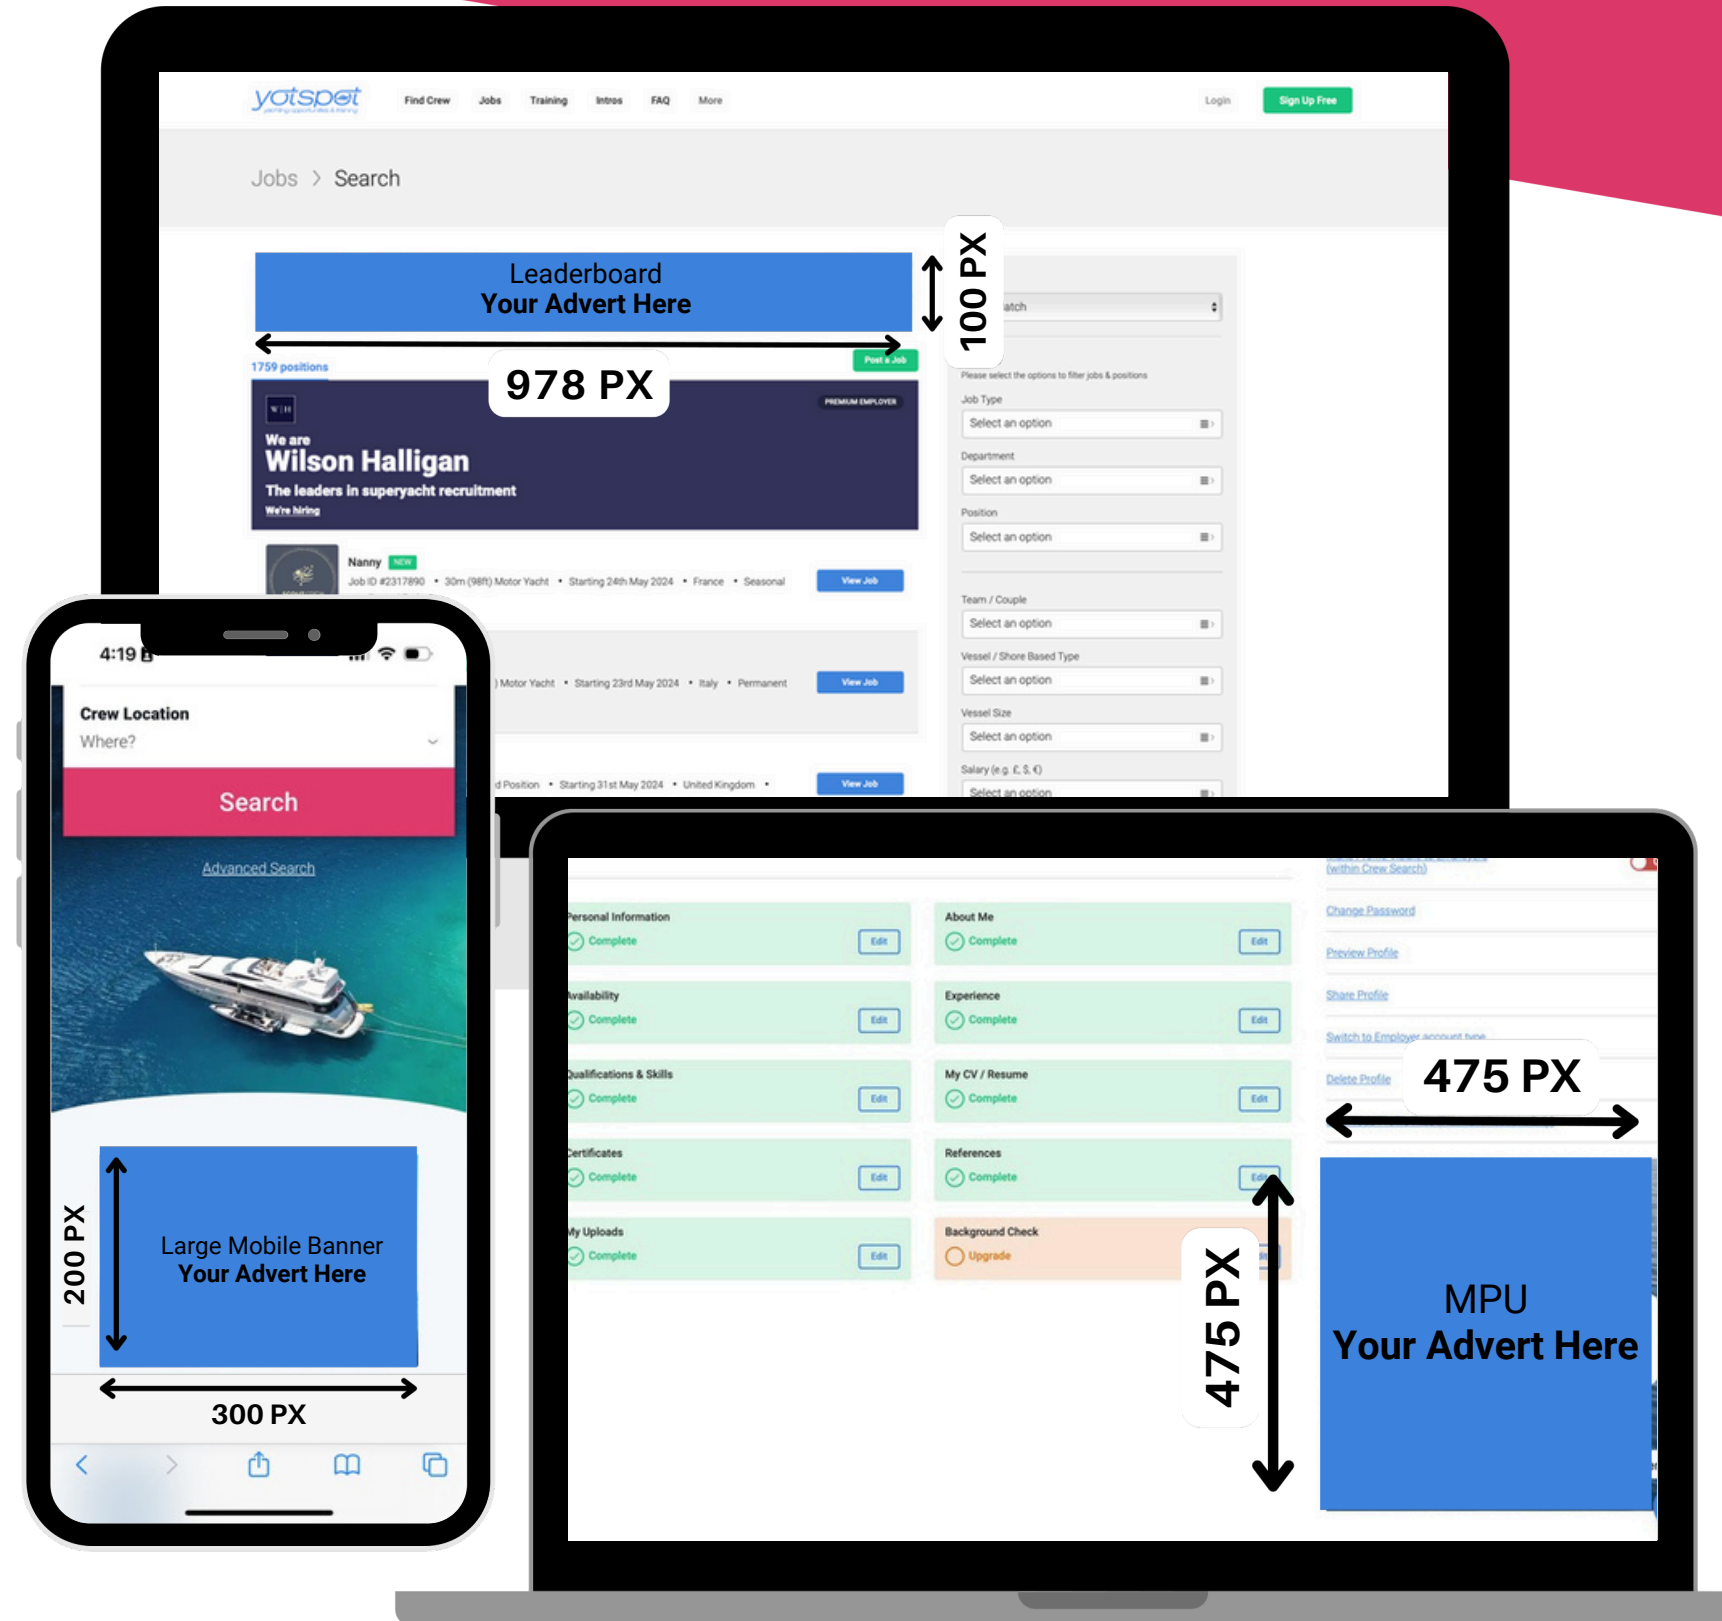 yotspot
yachting opportunities & training
Find Crew Jobs Training Intros FAQ More
Login
Sign Up Free
Jobs > Search
Leaderboard
Your Advert Here
100 PX
978 PX
1759 positions
Post a Job
W|H
PREMIUM EMPLOYER
We are
Wilson Halligan
The leaders in superyacht recruitment
We're hiring
Nanny NEW
Job ID #2317890 • 30m (98ft) Motor Yacht • Starting 24th May 2024 • France • Seasonal
View Job
) Motor Yacht • Starting 23rd May 2024 • Italy • Permanent
View Job
d Position • Starting 31st May 2024 • United Kingdom •
View Job
atch
Please select the options to filter jobs & positions
Job Type
Select an option
Department
Select an option
Position
Select an option
Team / Couple
Select an option
Vessel / Shore Based Type
Select an option
Vessel Size
Select an option
Salary (e.g. £, $, €)
Select an option
4:19
Crew Location
Where?
Search
Advanced Search
200 PX
Large Mobile Banner
Your Advert Here
300 PX
Personal Information
Complete
Edit
About Me
Complete
Edit
Availability
Complete
Edit
Experience
Complete
Edit
Qualifications & Skills
Complete
Edit
My CV / Resume
Complete
Edit
Certificates
Complete
Edit
References
Complete
Edit
My Uploads
Complete
Edit
Background Check
Upgrade
(within Crew Search)
Change Password
Preview Profile
Share Profile
Switch to Employer account type
Delete Profile
475 PX
475 PX
MPU
Your Advert Here